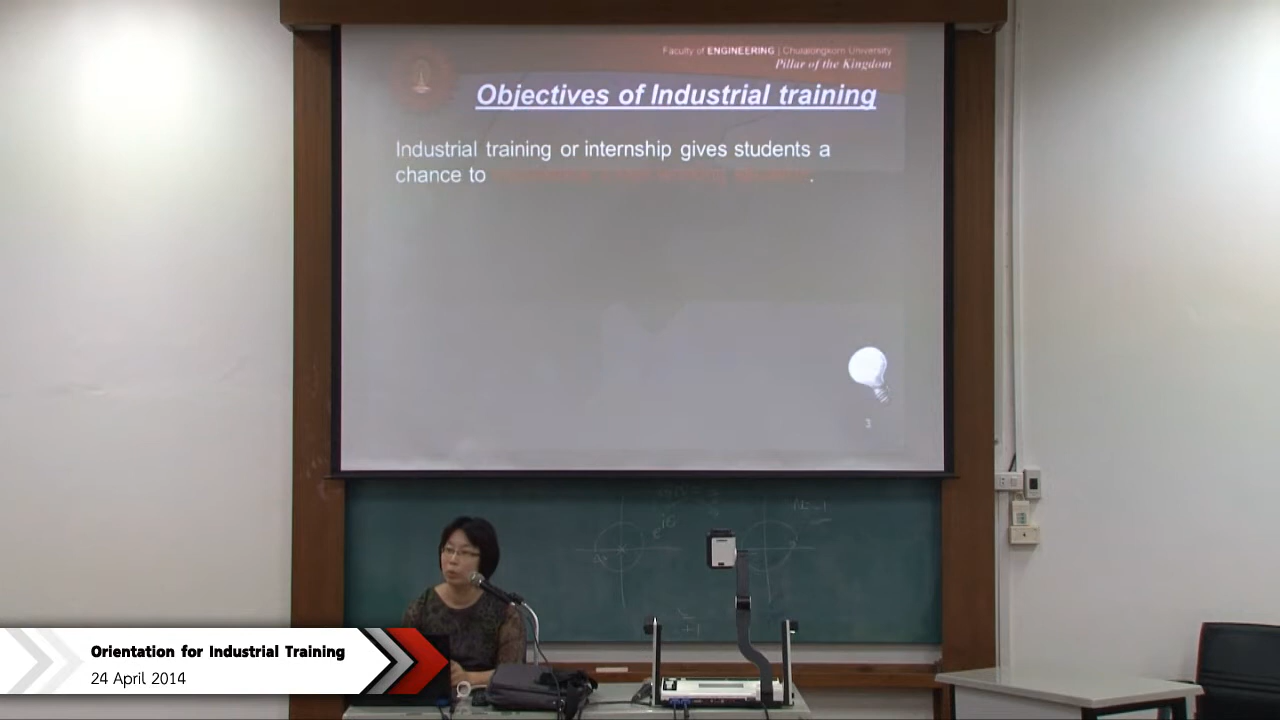 Faculty of ENGINEERING | Chulalongkorn University
Pillar of the Kingdom
Objectives of Industrial training
Industrial training or internship gives students a
chance to
.
3
Orientation for Industrial Training
24 April 2014